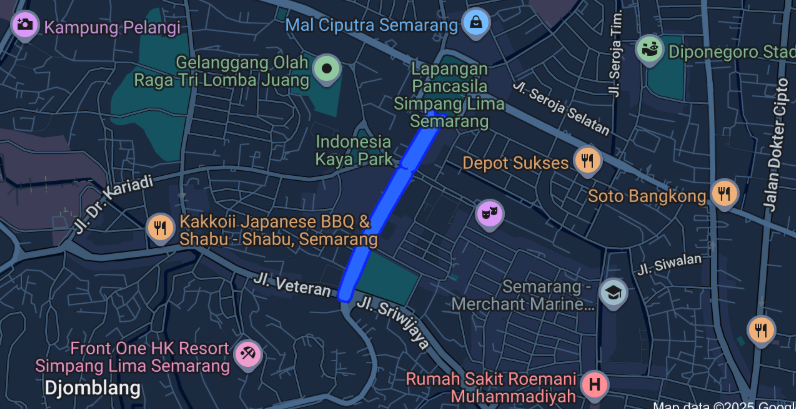 Kampung Pelangi
Mal Ciputra Semarang
Gelanggang Olah
Raga Tri Lomba Juang
Lapangan
Pancasila
Simpang Lima
Semarang
Diponegoro Stad
Jl. Seroja Tim.
Jl. Seroja Selatan
Jalan Dokter Cipto
Indonesia
Kaya Park
Depot Sukses
Soto Bangkong
Jl. Dr. Kariadi
Kakkoii Japanese BBQ &
Shabu - Shabu, Semarang
Jl. Siwalan
Jl. Veteran
Jl. Sriwijaya
Semarang -
Merchant Marine...
Front One HK Resort
Simpang Lima Semarang
Djomblang
Rumah Sakit Roemani
Muhammadiyah
H
Map data ©2025 Googl